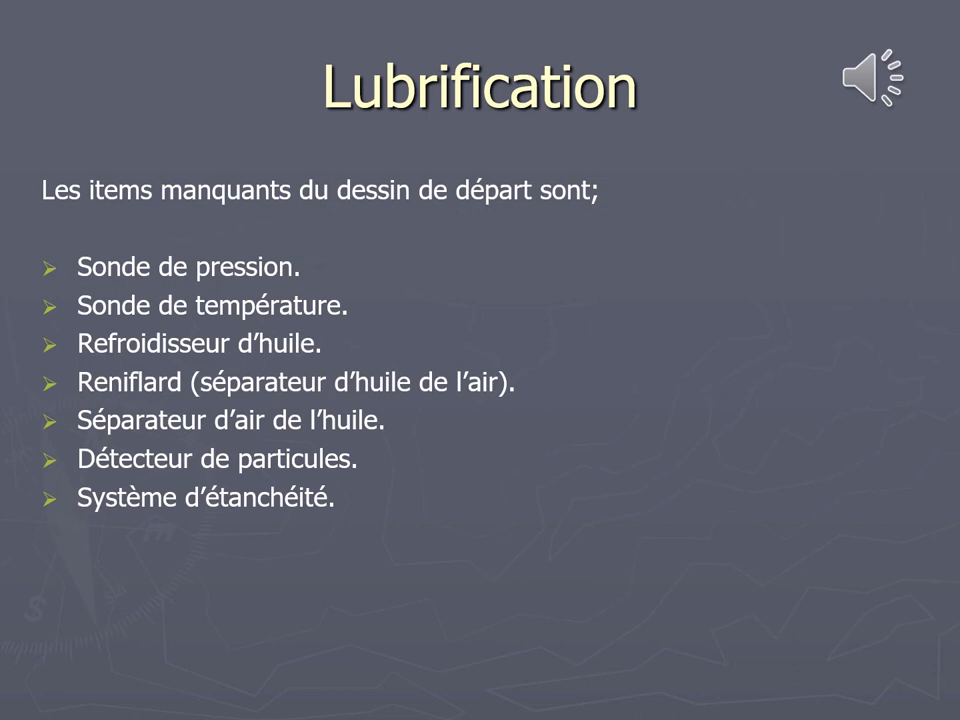 Lubrification
Les items manquants du dessin de départ sont;
Sonde de pression.
Sonde de température.
Refroidisseur d’huile.
Reniflard (séparateur d’huile de l’air).
Séparateur d’air de l’huile.
Détecteur de particules.
Système d’étanchéité.